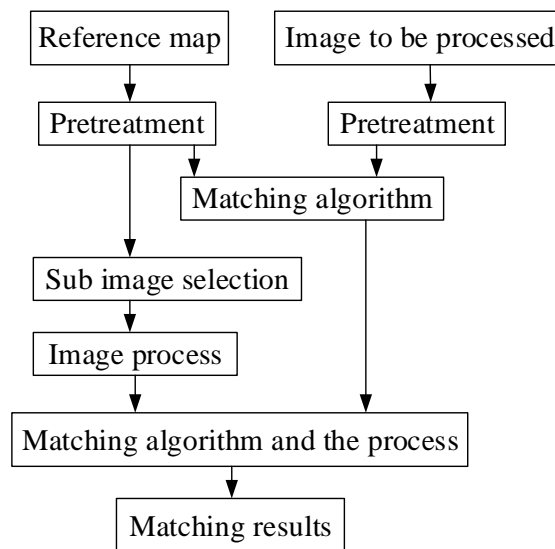 Reference map
Image to be processed
Pretreatment
Pretreatment
Matching algorithm
Sub image selection
Image process
Matching algorithm and the process
Matching results